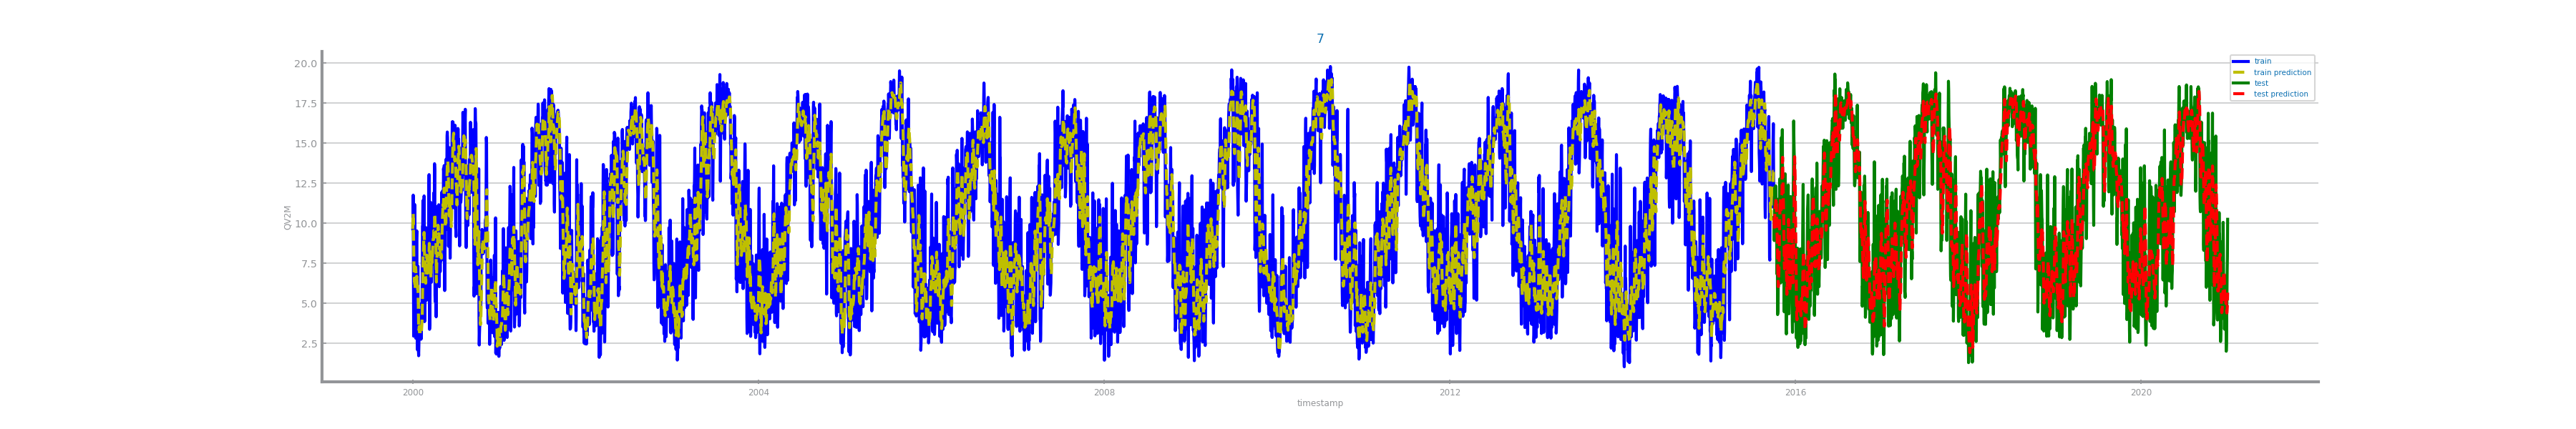 7
20.0
17.5
15.0
12.5
10.0
7.5
5.0
2.5
QV2M
train
train prediction
test
test prediction
2000 2004 2008 2012 2016 2020
timestamp